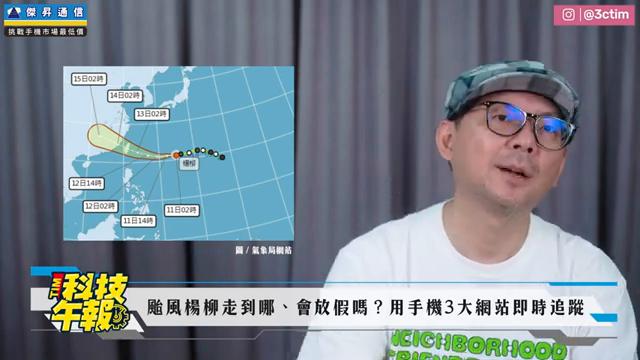 傑昇通信
挑戰手機市場最低價
@3ctim
15日02時
14日02時
13日02時
12日14時
12日02時
11日14時
11日02時
楊柳
圖 / 氣象局網站
TIM
科技
午報
颱風楊柳走到哪、會放假嗎？用手機3大網站即時追蹤
NEIGHBORHOOD